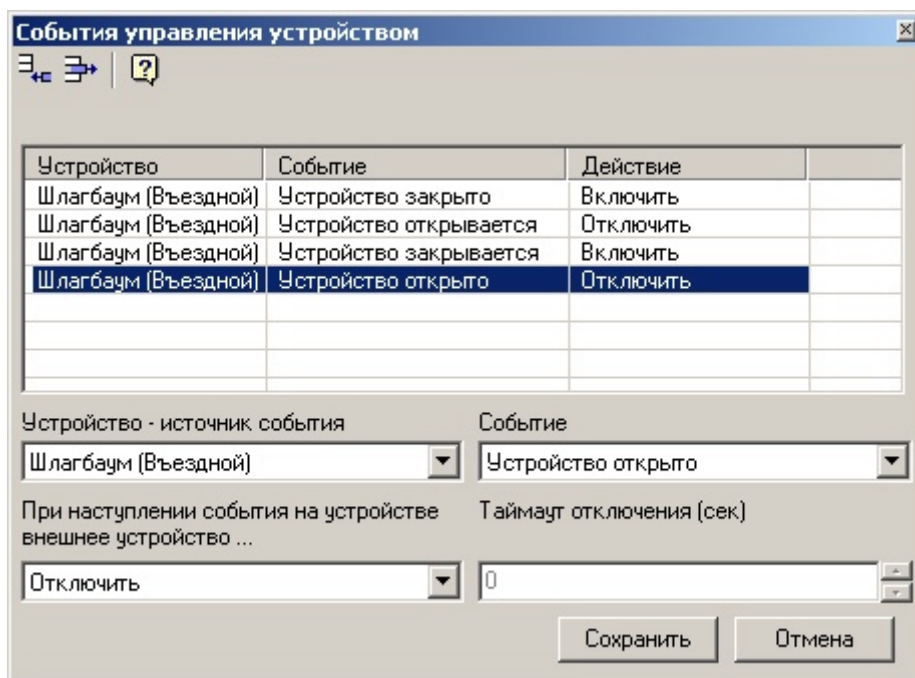 События управления устройством
Устройство Событие Действие
Шлагбаум (Въездной) Устройство закрыто Включить
Шлагбаум (Въездной) Устройство открывается Отключить
Шлагбаум (Въездной) Устройство закрывается Включить
Шлагбаум (Въездной) Устройство открыто Отключить
Устройство - источник события Событие
Шлагбаум (Въездной) Устройство открыто
При наступлении события на устройстве Таймаут отключения (сек)
внешнее устройство ...
Отключить 0
Сохранить Отмена